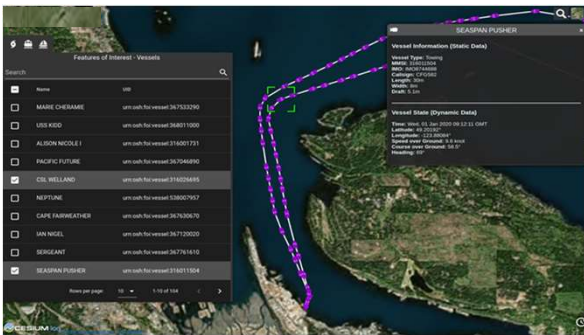 Features of Interest - Vessels
Search
Name UID
MARIE CHERAMIE urn:osh:foi:vessel:367533290
USS KIDD urn:osh:foi:vessel:368011000
ALISON NICOLE I urn:osh:foi:vessel:316001731
PACIFIC FUTURE urn:osh:foi:vessel:367046890
CSL WELLAND urn:osh:foi:vessel:316026695
NEPTUNE urn:osh:foi:vessel:538007957
CAPE FAIRWEATHER urn:osh:foi:vessel:367630670
IAN NIGEL urn:osh:foi:vessel:367120020
SERGEANT urn:osh:foi:vessel:367761610
SEASPAN PUSHER urn:osh:foi:vessel:316011504
Rows per page: 10 1-10 of 164
CESIUM ion
SEASPAN PUSHER
Vessel Information (Static Data)
Vessel Type: Towing
MMSI: 316011504
Length: 30m
Width: 8m
Draft: 5.1m
Vessel State (Dynamic Data)
Time: Wed, 01 Jan 2020 09:12:11 GMT
Latitude: 49.20192°
Longitude: -123.89084°
Speed over Ground: 9.8 knot
Course over Ground: 58.5°
Heading: 69°